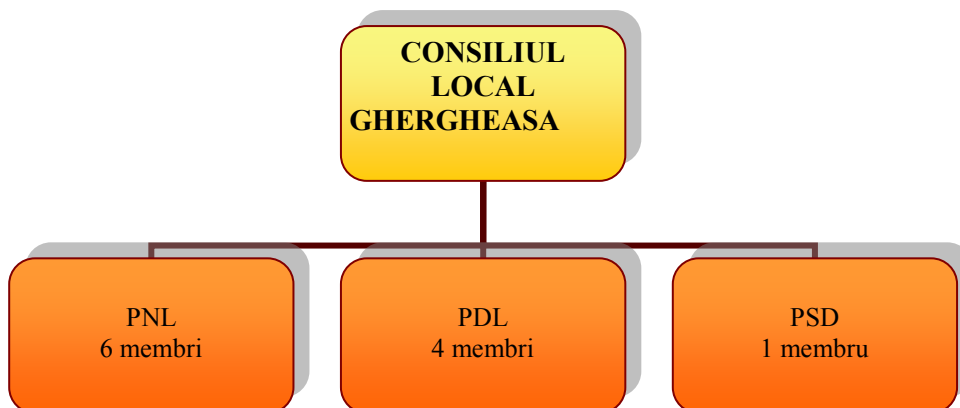 CONSILIUL
LOCAL
GHERGHEASA
PNL
6 membri
PDL
4 membri
PSD
1 membru